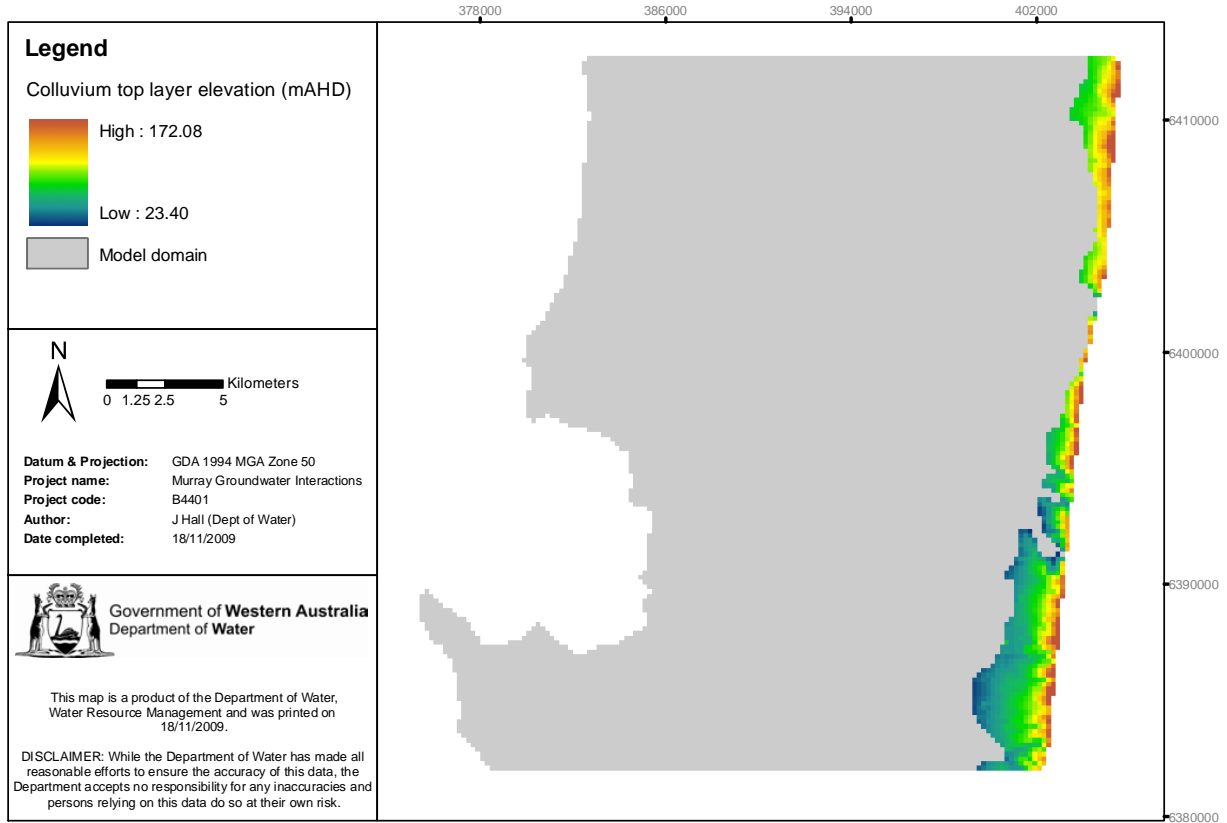 378000
386000
394000
402000
Legend
Colluvium top layer elevation (mAHD)
High : 172.08
Low : 23.40
Model domain
N
Kilometers
0 1.25 2.5 5
Datum & Projection: GDA 1994 MGA Zone 50
Project name: Murray Groundwater Interactions
Project code: B4401
Author: J Hall (Dept of Water)
Date completed: 18/11/2009
Government of Western Australia
Department of Water
This map is a product of the Department of Water,
Water Resource Management and was printed on
18/11/2009.
DISCLAIMER: While the Department of Water has made all
reasonable efforts to ensure the accuracy of this data, the
Department accepts no responsibility for any inaccuracies and
persons relying on this data do so at their own risk.
6410000
6400000
6390000
6380000